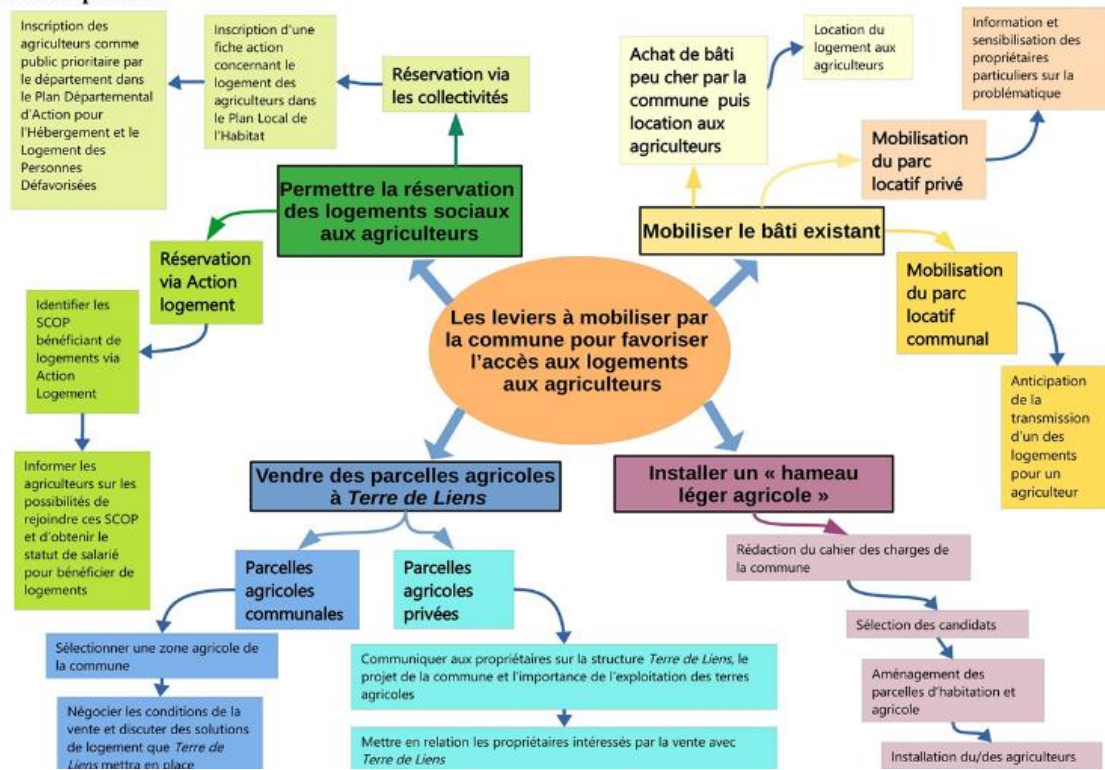 Inscription des
agriculteurs comme
public prioritaire par
le département dans
le Plan Départemental
d'Action pour
l'Hébergement et le
Logement des
Personnes
Défavorisées
Inscription d'une
fiche action
concernant le
logement des
agriculteurs dans
le Plan Local de
l'Habitat
Réservation via
les collectivités
Achat de bâti
peu cher par la
commune puis
location aux
agriculteurs
Location du
logement aux
agriculteurs
Information et
sensibilisation des
propriétaires
particuliers sur la
problématique
Mobilisation
du parc
locatif privé
Permettre la réservation
des logements sociaux
aux agriculteurs
Mobiliser le bâti existant
Réservation
via Action
logement
Mobilisation
du parc
locatif
communal
Identifier les
SCOP
bénéficiant de
logements via
Action
Logement
Les leviers à mobiliser par
la commune pour favoriser
l'accès aux logements
aux agriculteurs
Anticipation
de la
transmission
d'un des
logements
pour un
agriculteur
Informer les
agriculteurs sur les
possibilités de
rejoindre ces SCOP
et d'obtenir le
statut de salarié
pour bénéficier de
logements
Vendre des parcelles agricoles
à Terre de Liens
Installer un « hameau
léger agricole »
Parcelles
agricoles
communales
Parcelles
agricoles
privées
Rédaction du cahier des charges de
la commune
Sélectionner une zone agricole de
la commune
Communiquer aux propriétaires sur la structure Terre de Liens, le
projet de la commune et l'importance de l'exploitation des terres
agricoles
Sélection des candidats
Aménagement des
parcelles d'habitation et
agricole
Négocier les conditions de la
vente et discuter des solutions
de logement que Terre de
Liens mettra en place
Mettre en relation les propriétaires intéressés par la vente avec
Terre de Liens
Installation du/des agriculteurs